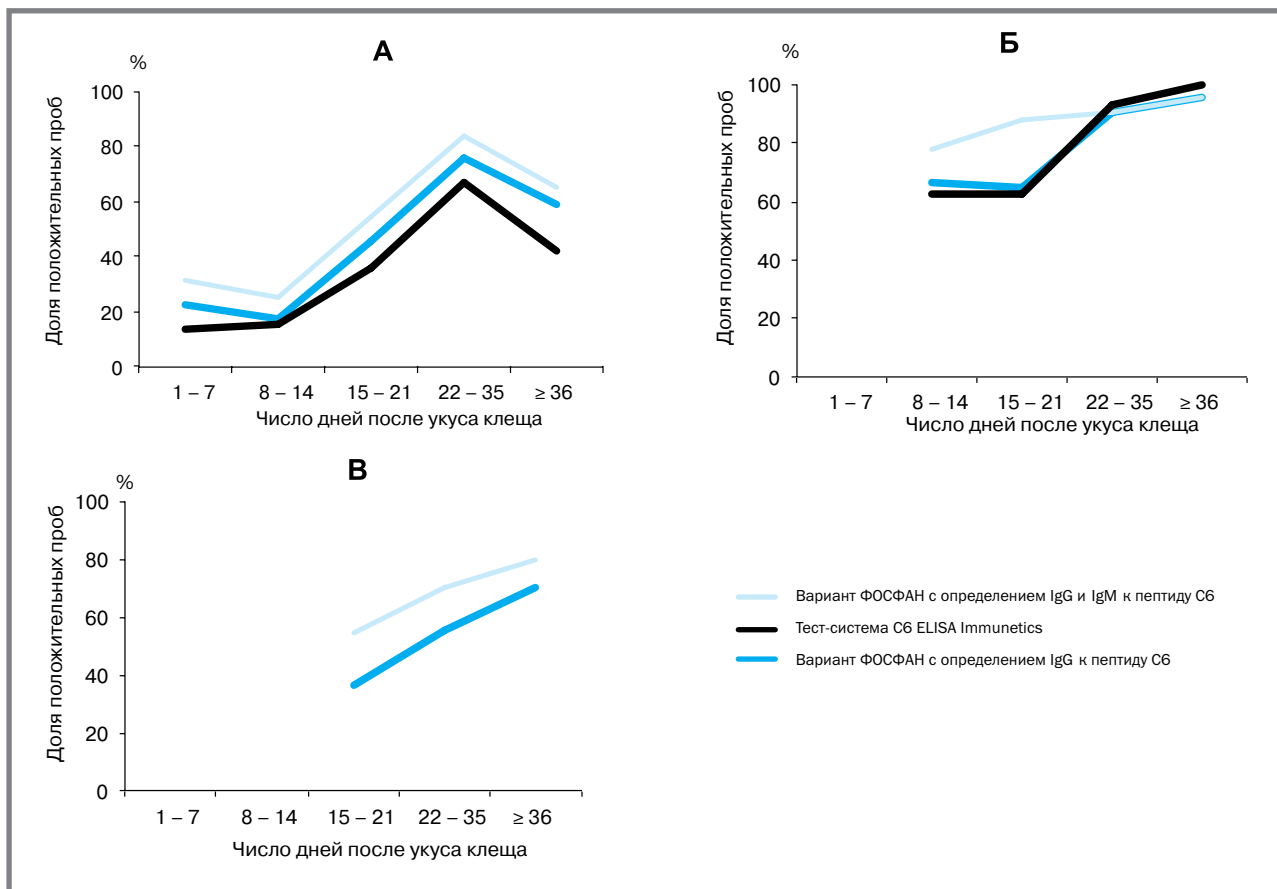 А
%
Доля положительных проб
100
80
60
40
20
0
1 – 7 8 – 14 15 – 21 22 – 35 ≥ 36
Число дней после укуса клеща
Б
%
Доля положительных проб
100
80
60
40
20
0
1 – 7 8 – 14 15 – 21 22 – 35 ≥ 36
Число дней после укуса клеща
В
%
Доля положительных проб
100
80
60
40
20
0
1 – 7 8 – 14 15 – 21 22 – 35 ≥ 36
Число дней после укуса клеща
Вариант ФОСФАН с определением IgG и IgM к пептиду С6
Тест-система C6 ELISA Immunetics
Вариант ФОСФАН с определением IgG к пептиду С6